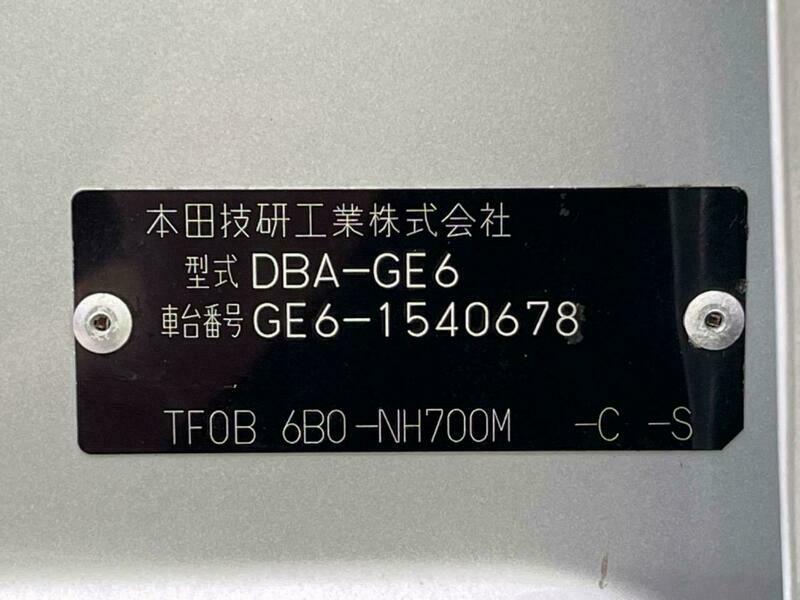 本田技研工業株式会社
型式 DBA-GE6
車台番号 GE6-1540678
TF0B 6B0-NH700M -C -S